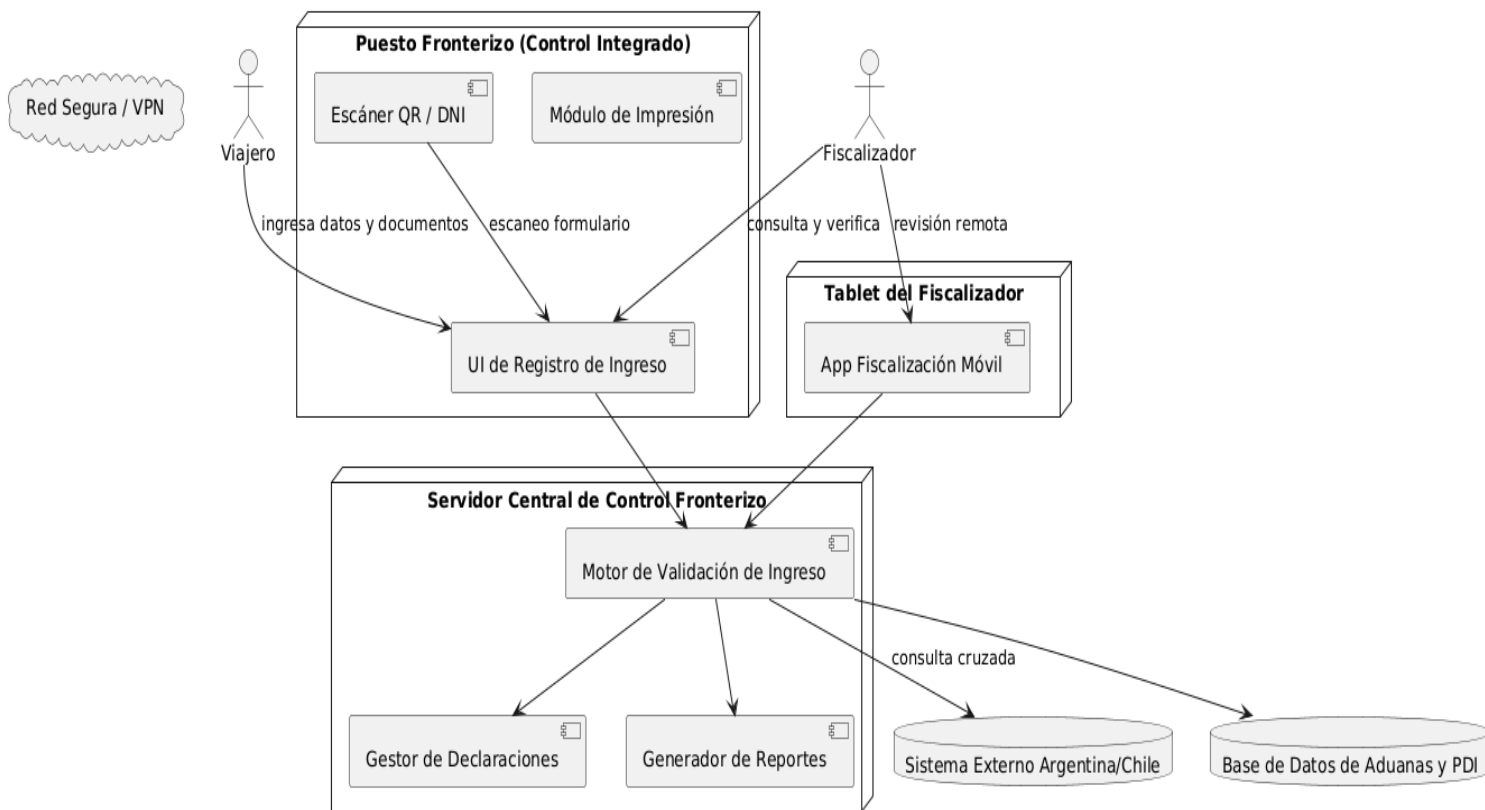 Puesto Fronterizo (Control Integrado)
Red Segura / VPN
Escáner QR / DNI
Módulo de Impresión
Viajero
Fiscalizador
ingresa datos y documentos
escaneo formulario
consulta y verifica
revisión remota
Tablet del Fiscalizador
UI de Registro de Ingreso
App Fiscalización Móvil
Servidor Central de Control Fronterizo
Motor de Validación de Ingreso
consulta cruzada
Gestor de Declaraciones
Generador de Reportes
Sistema Externo Argentina/Chile
Base de Datos de Aduanas y PDI